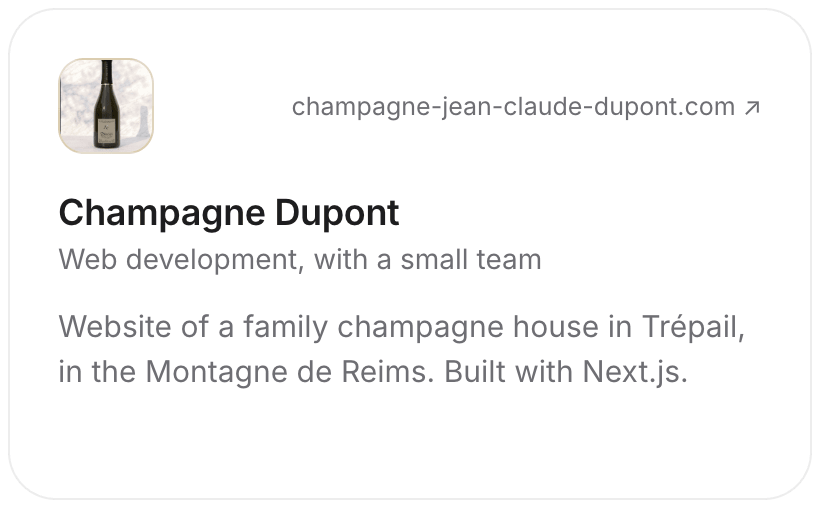 champagne-jean-claude-dupont.com ↗
Champagne Dupont
Web development, with a small team
Website of a family champagne house in Trépail,
in the Montagne de Reims. Built with Next.js.